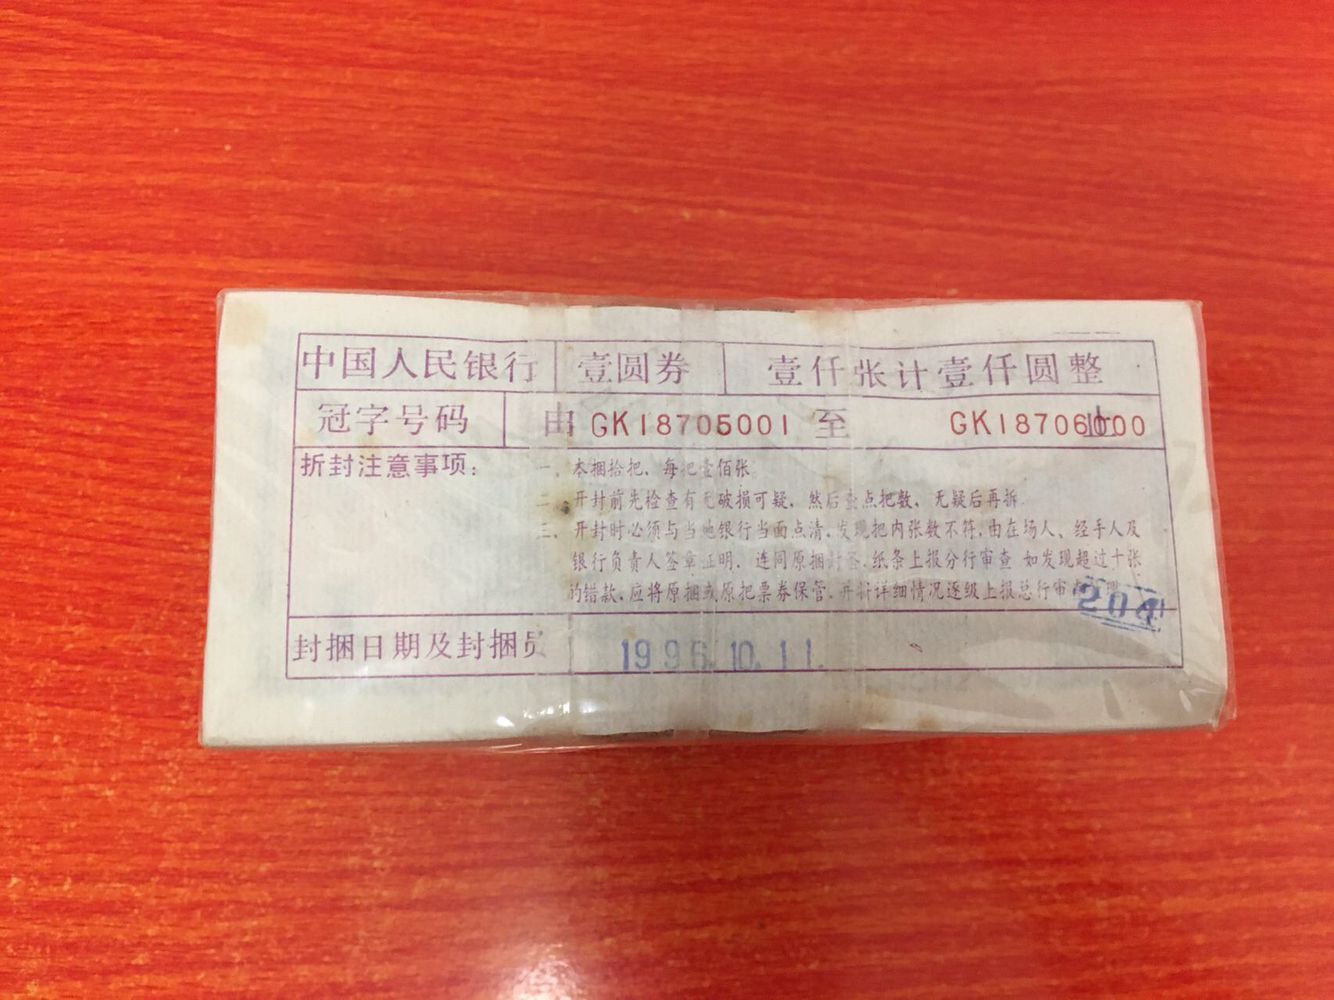 中国人民银行 壹圆券 壹仟张计壹仟圆整
冠字号码 由 GK18705001 至 GK18706000 止
折封注意事项:
一、本捆拾把、每把壹佰张
二、开封前先检查有无破损可疑、然后查点把数、无疑后再拆
三、开封时必须与当地银行当面点清、发现把内张数不符,由在场人、经手人及
银行负责人签章证明、连同原捆封签、纸条上报分行审查 如发现超过十张
的错款、应将原捆或原把票券保管、开拆详细情况逐级上报总行审
204
封捆日期及封捆员 1996.10.11.